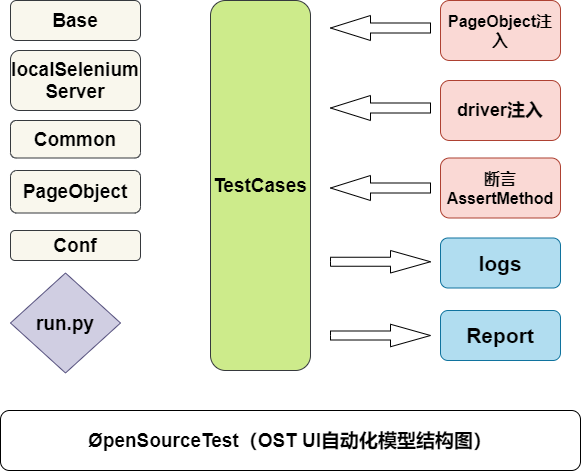 Base
localSelenium
Server
Common
PageObject
Conf
run.py
TestCases
PageObject注
入
driver注入
断言
AssertMethod
logs
Report
ØpenSourceTest（OST UI自动化模型结构图）